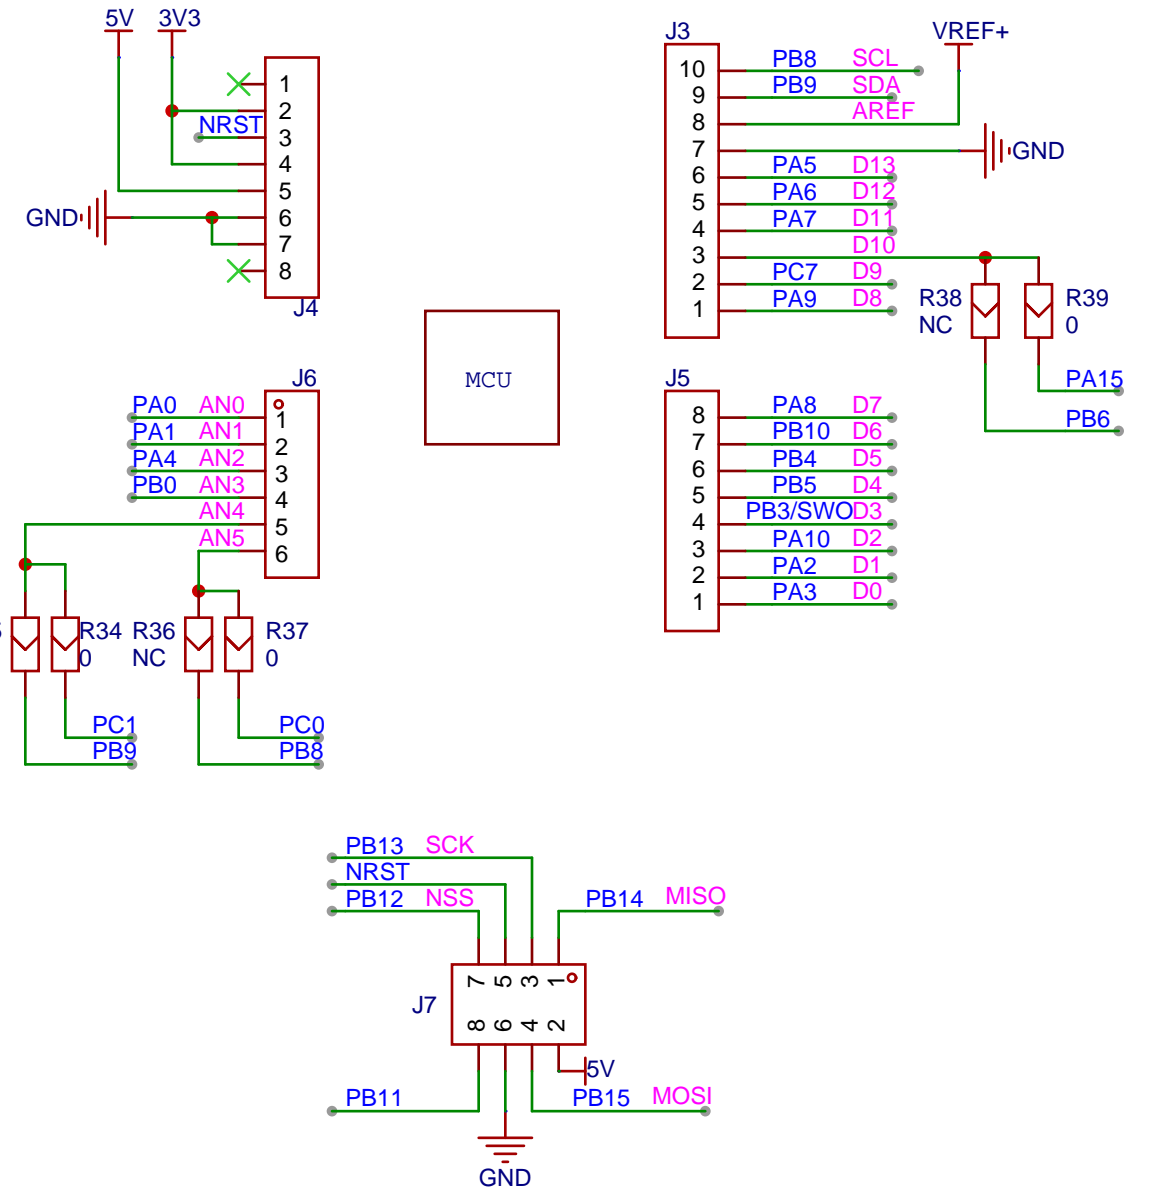 5V 3V3
1
2
NRST 3
4
5
GND 6
7
8
J4
J3 VREF+
10 PB8 SCL
9 PB9 SDA
8 AREF
7 GND
6 PA5 D13
5 PA6 D12
4 PA7 D11
3 D10
2 PC7 D9
1 PA9 D8
R38 R39
NC 0
PA15
PB6
MCU
J6
PA0 AN0 1
PA1 AN1 2
PA4 AN2 3
PB0 AN3 4
AN4 5
AN5 6
R34 R36 R37
0 NC 0
PC1 PC0
PB9 PB8
J5
8 PA8 D7
7 PB10 D6
6 PB4 D5
5 PB5 D4
4 PB3/SWO D3
3 PA10 D2
2 PA2 D1
1 PA3 D0
PB13 SCK
NRST
PB12 NSS PB14 MISO
7 5 3 1
J7
8 6 4 2
5V
PB11 PB15 MOSI
GND